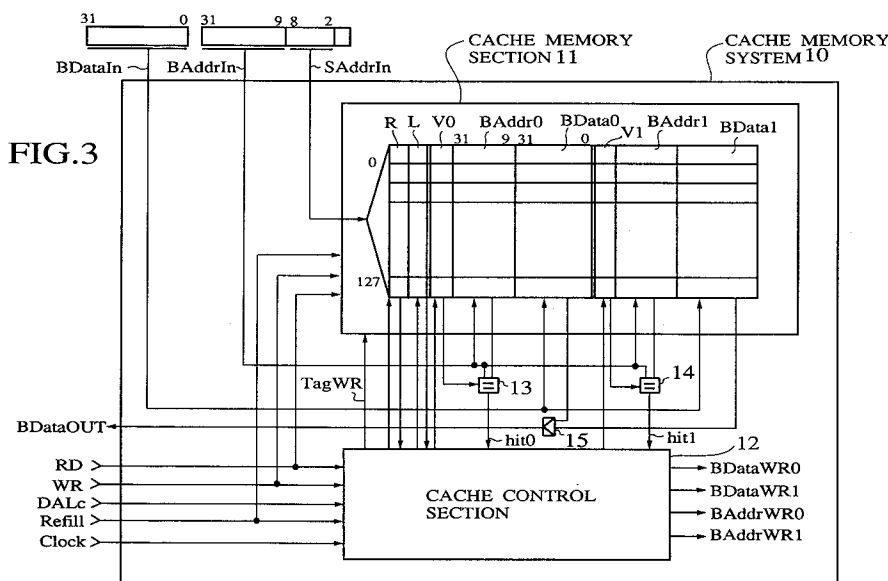 31 0 31 9 8 2
BDataIn BAddrIn SAddrIn
CACHE MEMORY
SECTION 11
CACHE MEMORY
SYSTEM 10
FIG.3
R L V0 31 BAddr0 9 31 BData0 0 V1 BAddr1 BData1
0
127
TagWR
13
14
BDataOUT
hit0
15
hit1
12
RD
WR
DALc
Refill
Clock
CACHE CONTROL
SECTION
BDataWR0
BDataWR1
BAddrWR0
BAddrWR1